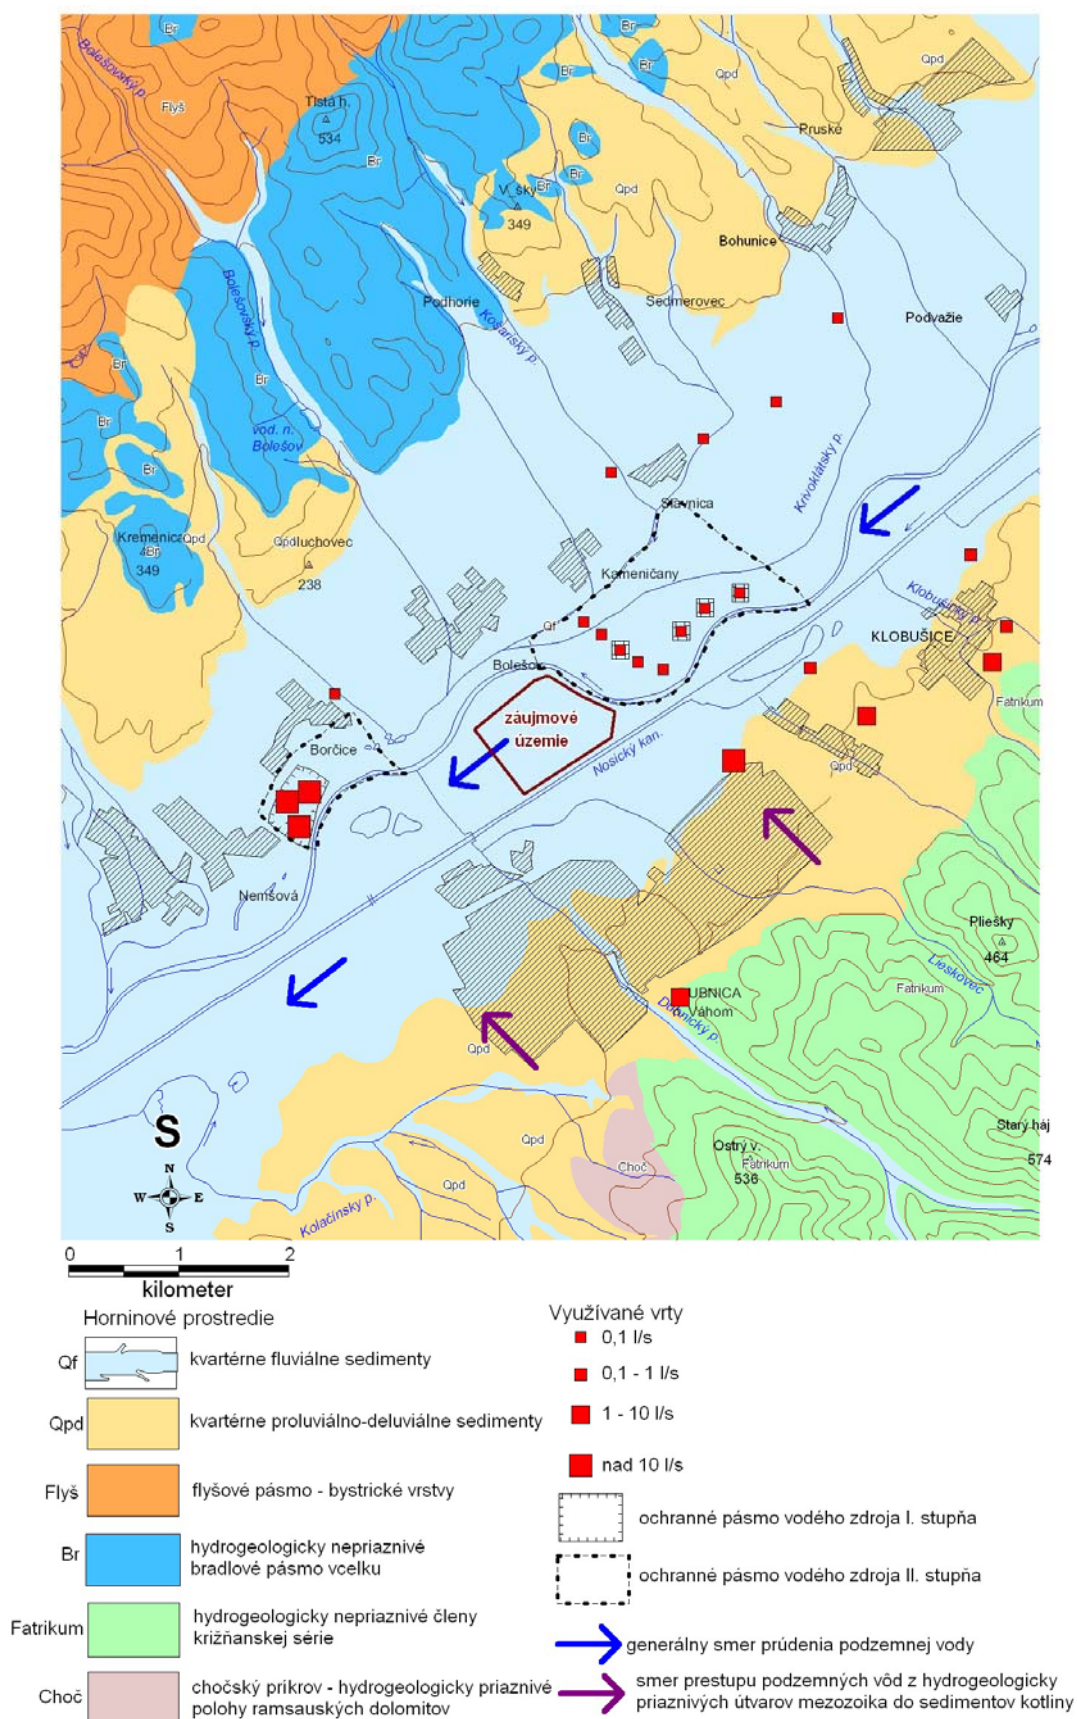 Br
Br
Bolešovský p.
Qpd
Qpd
Br
Br
Flyš
Tlstá h.
534
Pruské
Br
Br
Br
Br
Qpd
349
Bohunice
Podhorie
Sedmerovec
Podvažie
Bolešovský p.
Br
Br
Br
vod. n.
Bolešov
Br
Slavnica
Krivoklátsky p.
Kremenica
Br
349
Qpd
Qpd
238
Kameničany
Klobušický p.
Qf
KLOBUŠICE
Bolešov
Fatrikum
záujmové
územie
Nosický kan.
Borčice
Qpd
Nemšová
Pliešky
464
Lieskovec
Fatrikum
Váhom
Dubnický p.
Qpd
S
Starý háj
574
Qpd
Ostrý v.
Choč
Fatrikum
536
N
W E
S
Qpd
Kolačínsky p.
0 1 2
kilometer
Horninové prostredie
Qf kvartérne fluviálne sedimenty
Qpd kvartérne proluviálno-deluviálne sedimenty
Flyš flyšové pásmo - bystrické vrstvy
Br hydrogeologicky nepriaznivé
bradlové pásmo vcelku
Fatrikum hydrogeologicky nepriaznivé členy
križňanskej série
Choč chočský prikrov - hydrogeologicky priaznivé
polohy ramsauských dolomitov
Využívané vrty
0,1 l/s
0,1 - 1 l/s
1 - 10 l/s
nad 10 l/s
ochranné pásmo vodého zdroja I. stupňa
ochranné pásmo vodého zdroja II. stupňa
generálny smer prúdenia podzemnej vody
smer prestupu podzemných vôd z hydrogeologicky
priaznivých útvarov mezozoika do sedimentov kotliny